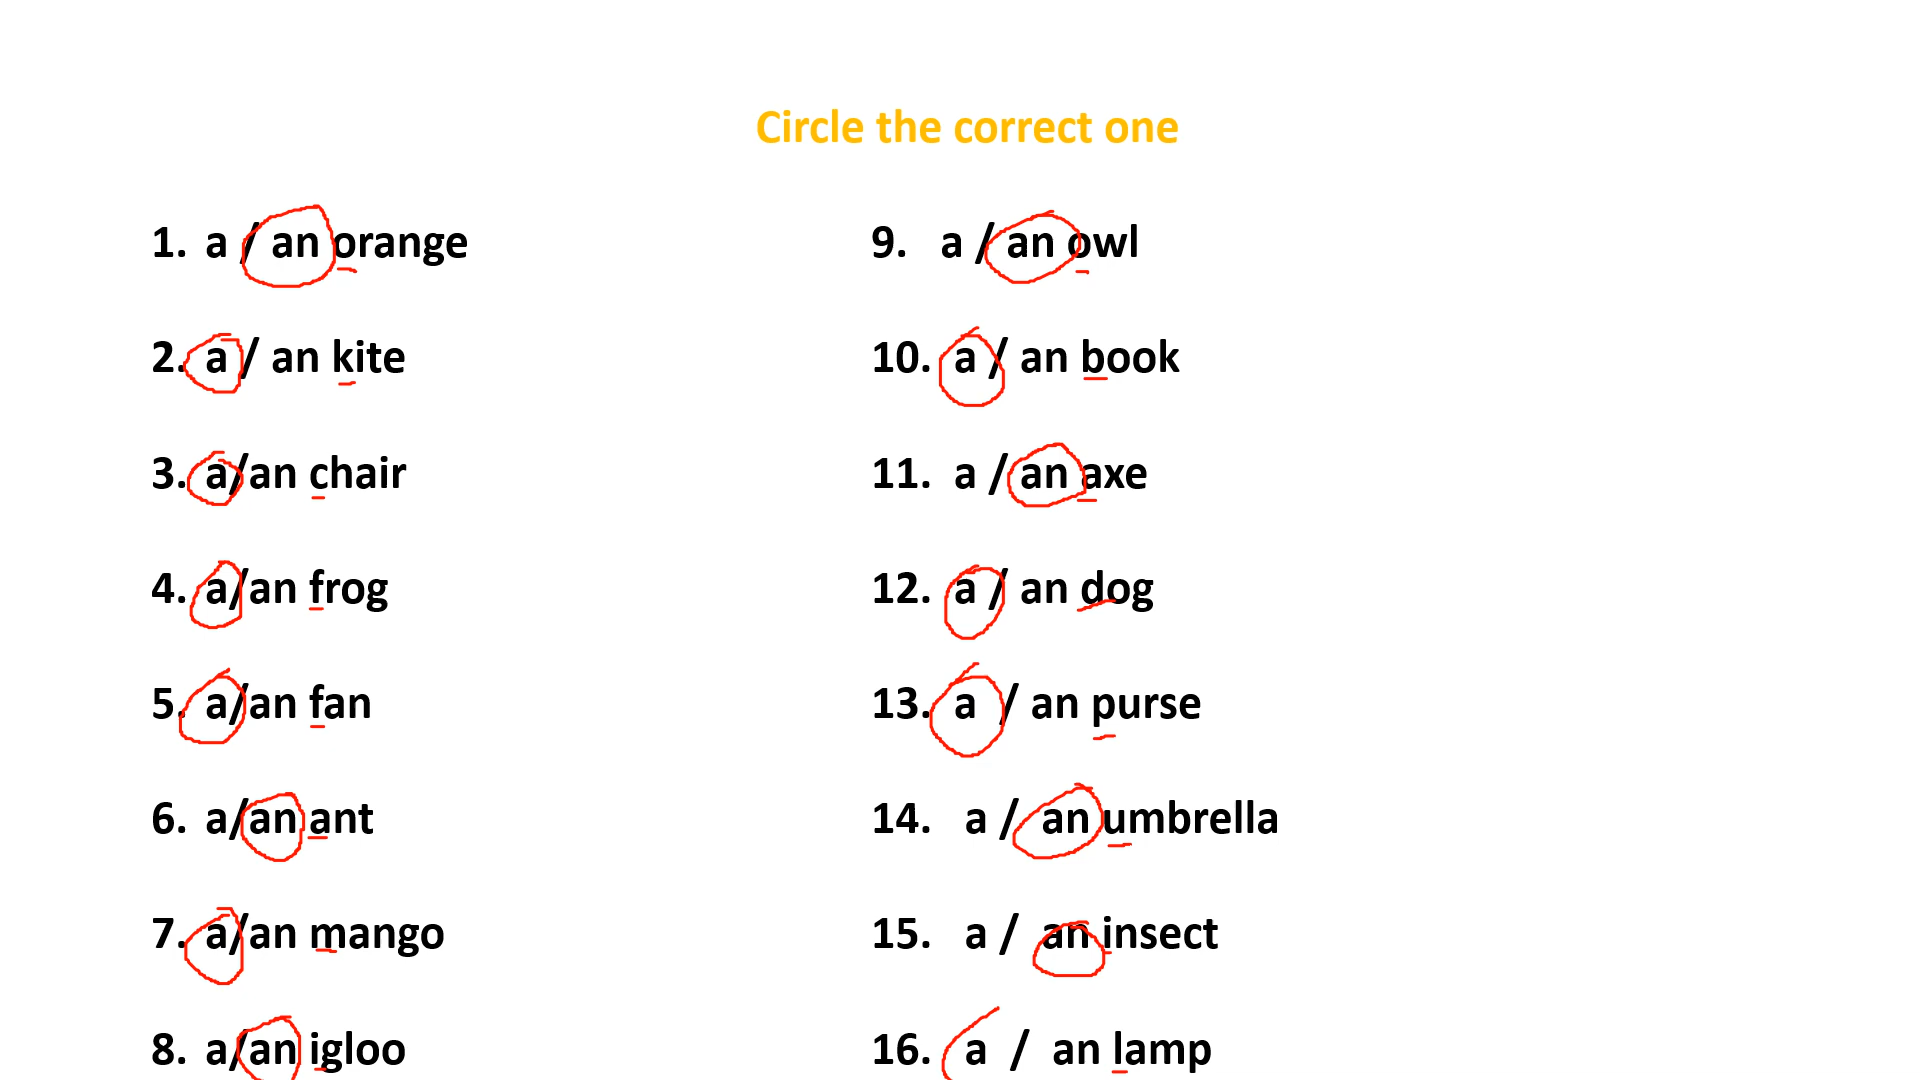 Circle the correct one
1. a / an orange
2. a / an kite
3. a/an chair
4. a/an frog
5. a/an fan
6. a/an ant
7. a/an mango
8. a/an igloo
9. a / an owl
10. a / an book
11. a / an axe
12. a / an dog
13. a / an purse
14. a / an umbrella
15. a / an insect
16. a / an lamp